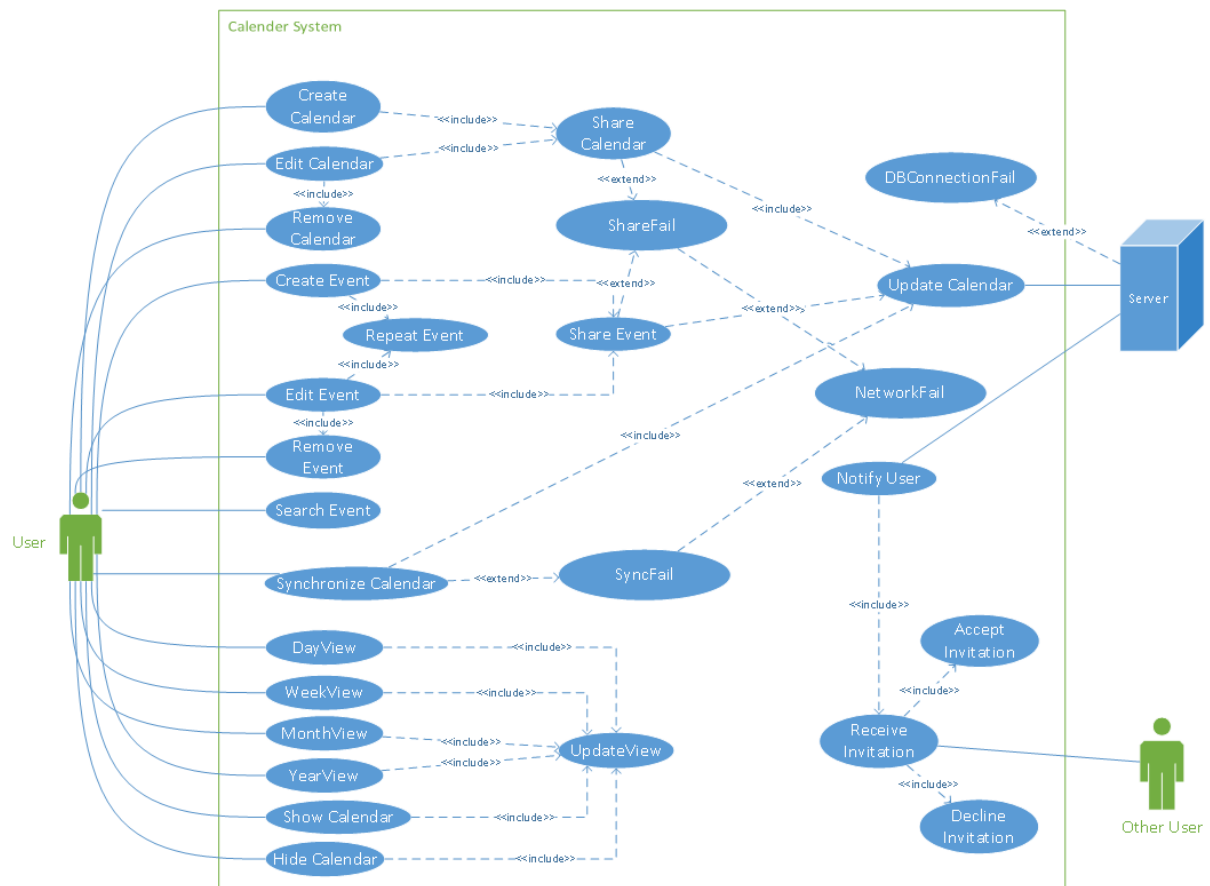 Calender System
Create
Calendar
<<include>>
Share
Calendar
<<include>>
Edit Calendar
DBConnectionFail
<<extend>>
<<include>>
Remove
Calendar
<<include>>
ShareFail
<<extend>>
Create Event
<<include>>
<<extend>>
Update Calendar
Server
<<include>>
Repeat Event
Share Event
<<extend>>
<<include>>
Edit Event
<<include>>
NetworkFail
<<include>>
<<include>>
Remove
Event
Notify User
<<extend>>
Search Event
User
Synchronize Calendar
<<extend>>
SyncFail
<<include>>
Accept
Invitation
DayView
<<include>>
WeekView
<<include>>
<<include>>
MonthView
<<include>>
Receive
Invitation
UpdateView
<<include>>
YearView
<<include>>
Show Calendar
<<include>>
Decline
Invitation
Other User
Hide Calendar
<<include>>